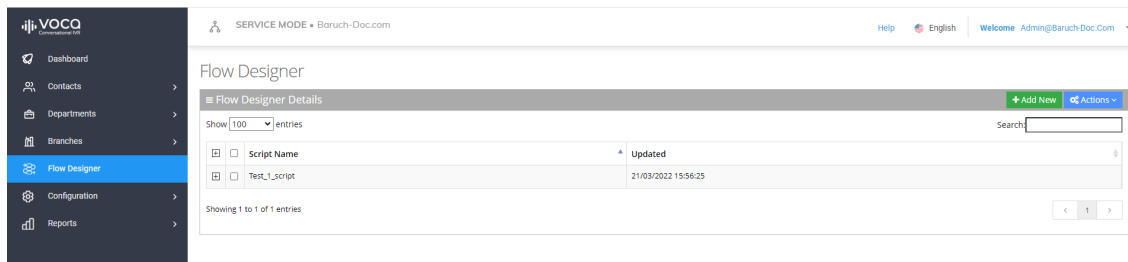 VOCA
Conversational IVR
SERVICE MODE • Baruch-Doc.com
Help
English
Welcome Admin@Baruch-Doc.Com
Dashboard
Contacts
Departments
Branches
Flow Designer
Configuration
Reports
Flow Designer
Flow Designer Details
Add New
Actions
Show 100 entries
Search:
Script Name
Updated
Test_1_script
21/03/2022 15:56:25
Showing 1 to 1 of 1 entries
1